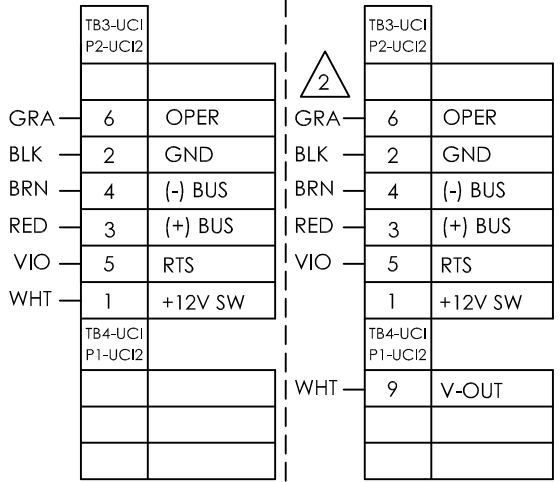 TB3-UCI
P2-UCI2
GRA 6 OPER
BLK 2 GND
BRN 4 (-) BUS
RED 3 (+) BUS
VIO 5 RTS
WHT 1 +12V SW
TB4-UCI
P1-UCI2
TB3-UCI
P2-UCI2
2
GRA 6 OPER
BLK 2 GND
BRN 4 (-) BUS
RED 3 (+) BUS
VIO 5 RTS
1 +12V SW
TB4-UCI
P1-UCI2
WHT 9 V-OUT